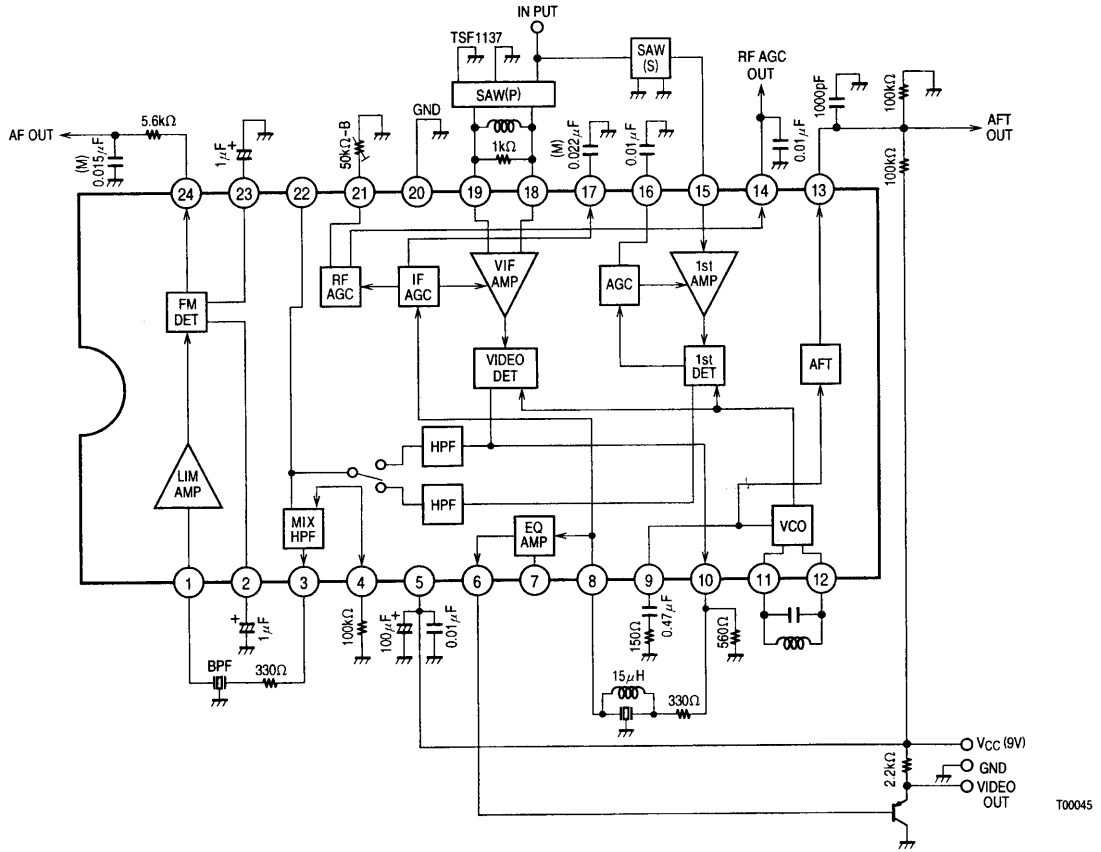 IN PUT
TSF1137
SAW
(S)
RF AGC
OUT
1000pF
100kΩ
SAW(P)
AF OUT
5.6kΩ
(M)
0.015μF
1μF
+
50kΩ-B
GND
1kΩ
(M)
0.022μF
0.01μF
0.01μF
100kΩ
AFT
OUT
24
23
22
21
20
19
18
17
16
15
14
13
RF
AGC
IF
AGC
VIF
AMP
AGC
1st
AMP
FM
DET
VIDEO
DET
1st
DET
AFT
HPF
HPF
LIM
AMP
MIX
HPF
EQ
AMP
VCO
1
2
3
4
5
6
7
8
9
10
11
12
+
1μF
100kΩ
100μF
+
0.01μF
150Ω
0.47μF
560Ω
BPF
330Ω
15μH
330Ω
VCC (9V)
2.2kΩ
GND
VIDEO
OUT
T00045